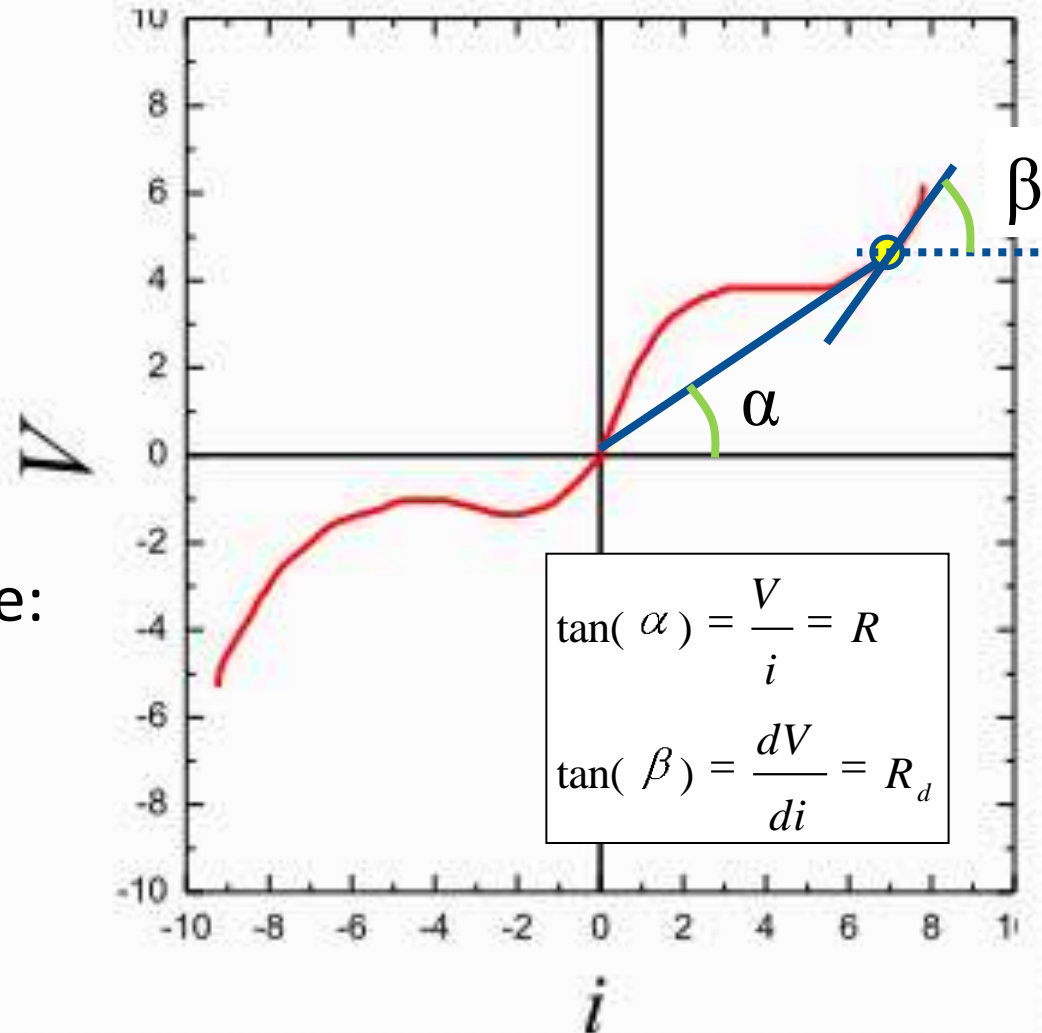 10
8
6
4
2
0
-2
-4
-6
-8
-10
V
e:
β
α
tan( α ) = V/i = R
tan( β ) = dV/di = R_d
-10 -8 -6 -4 -2 0 2 4 6 8 1
i